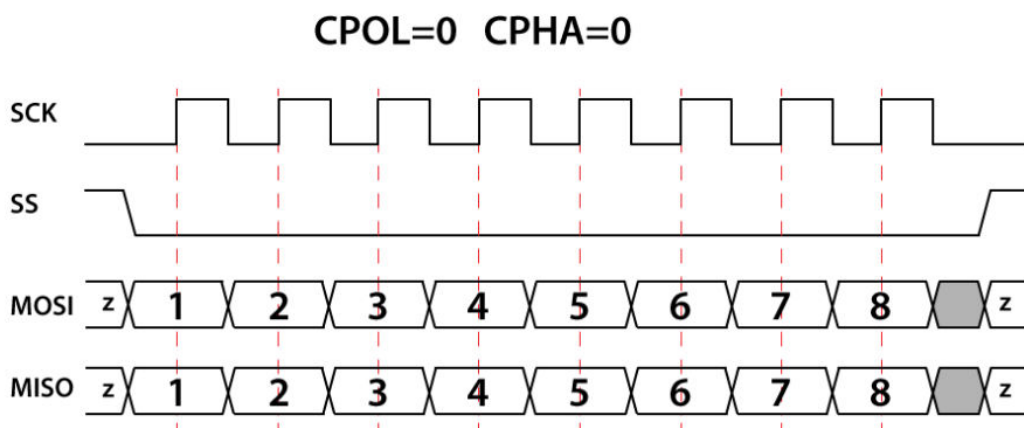 CPOL=0 CPHA=0
SCK
SS
MOSI z 1 2 3 4 5 6 7 8 z
MISO z 1 2 3 4 5 6 7 8 z